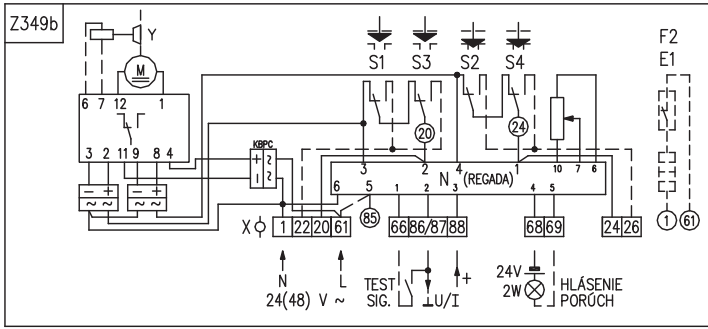 Z349b
Y
M
6 7 12 1
3 2 11 9 8 4
− + − +
~ ~ ~ ~
KBPC
+ ~
− ~
S1 S3 S2 S4
20 24
3 2 4 1 10 7 6
N (REGADA)
6 5 1 2 3 4 5
85
X 1 22 20 61 66 86/87 88 68 69 24 26
N L
24(48) V ~
TEST
SIG.
U/I
+
24V
2W
HLÁSENIE
PORÚCH
F2
E1
1 61